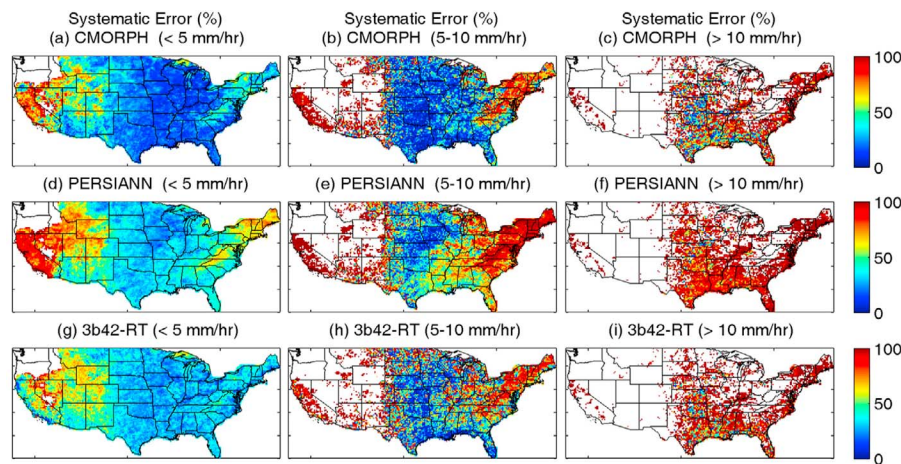 Systematic Error (%) Systematic Error (%) Systematic Error (%)
(a) CMORPH (< 5 mm/hr) (b) CMORPH (5-10 mm/hr) (c) CMORPH (> 10 mm/hr)
100
50
0
(d) PERSIANN (< 5 mm/hr) (e) PERSIANN (5-10 mm/hr) (f) PERSIANN (> 10 mm/hr)
100
50
0
(g) 3b42-RT (< 5 mm/hr) (h) 3b42-RT (5-10 mm/hr) (i) 3b42-RT (> 10 mm/hr)
100
50
0